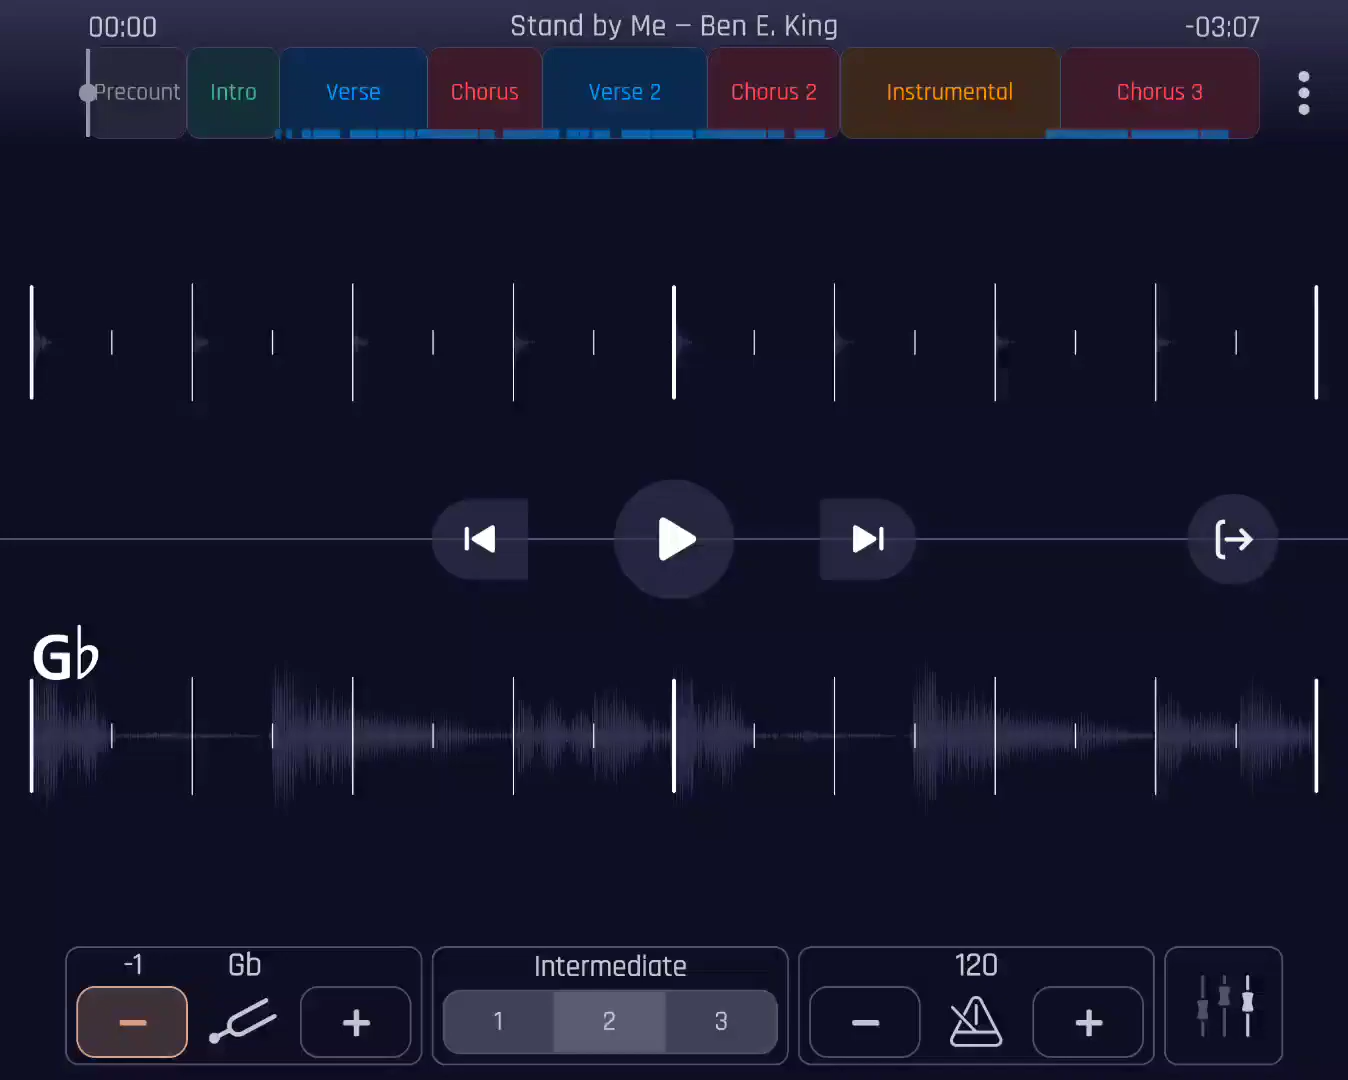 00:00
Stand by Me – Ben E. King
-03:07
Precount
Intro
Verse
Chorus
Verse 2
Chorus 2
Instrumental
Chorus 3
G♭
-1
Gb
Intermediate
1
2
3
120